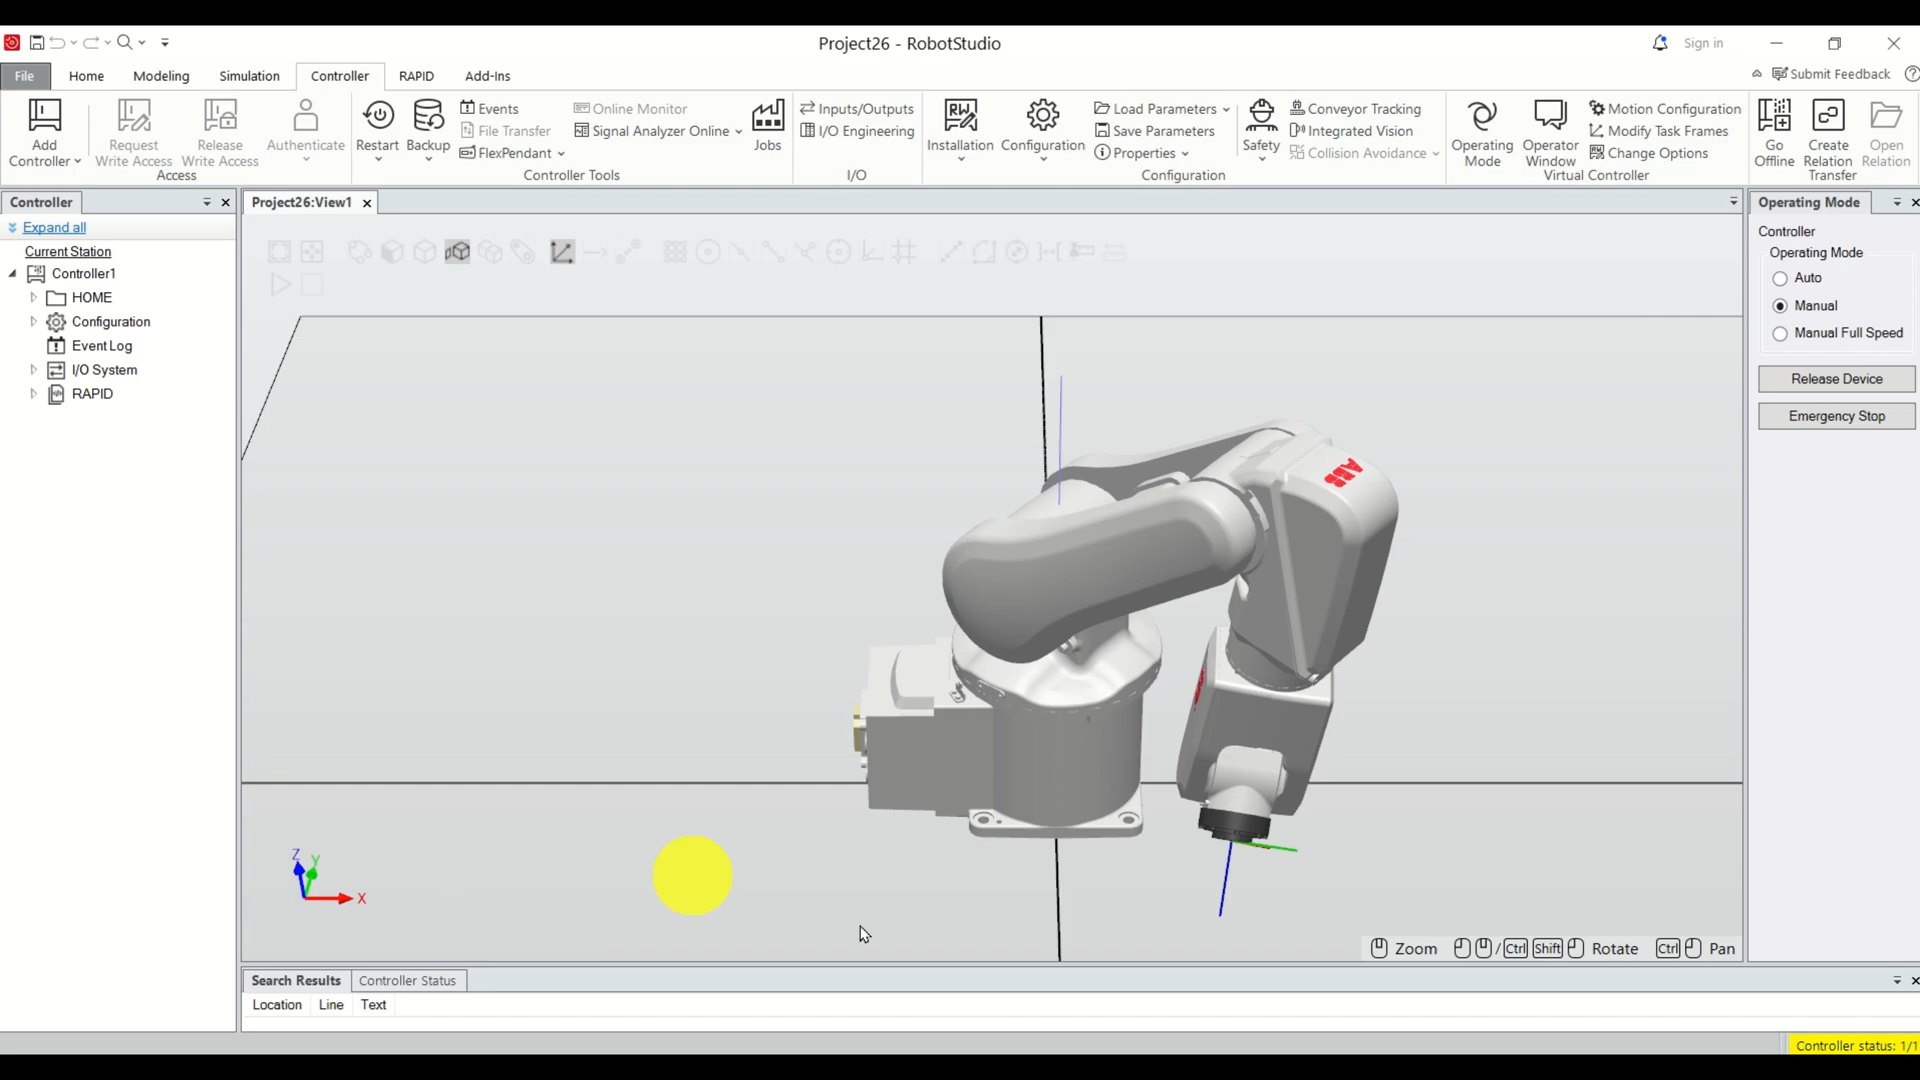 Project26 - RobotStudio
Sign in
File Home Modeling Simulation Controller RAPID Add-Ins
Submit Feedback
Add Controller
Request Write Access
Release Write Access
Authenticate
Access
Restart
Backup
Events
File Transfer
FlexPendant
Online Monitor
Signal Analyzer Online
Jobs
Controller Tools
Inputs/Outputs
I/O Engineering
I/O
Installation
Configuration
Load Parameters
Save Parameters
Properties
Safety
Conveyor Tracking
Integrated Vision
Collision Avoidance
Configuration
Operating Mode
Operator Window
Motion Configuration
Modify Task Frames
Change Options
Virtual Controller
Go Offline
Create Relation
Open Relation
Transfer
Controller
Expand all
Current Station
Controller1
HOME
Configuration
Event Log
I/O System
RAPID
Project26:View1
ABB
Z
Y
X
Zoom
/ Ctrl Shift Rotate
Ctrl Pan
Operating Mode
Controller
Operating Mode
Auto
Manual
Manual Full Speed
Release Device
Emergency Stop
Search Results Controller Status
Location Line Text
Controller status: 1/1